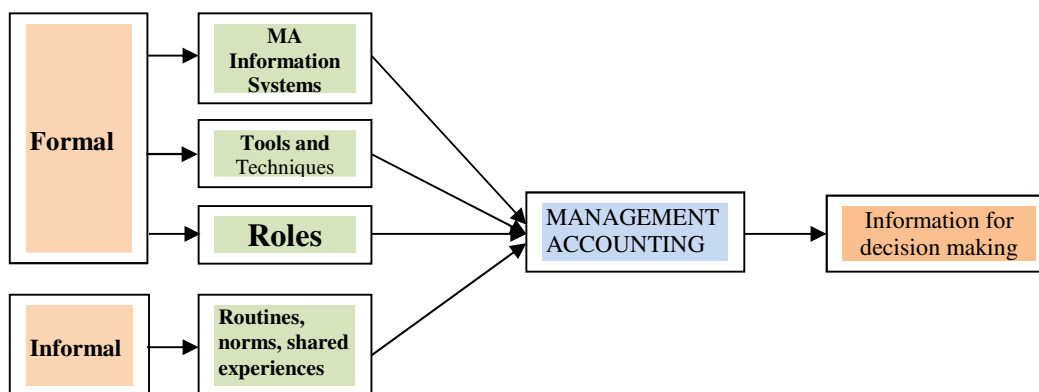 Formal
MA
Information
Systems
Tools and
Techniques
Roles
Informal
Routines,
norms, shared
experiences
MANAGEMENT
ACCOUNTING
Information for
decision making